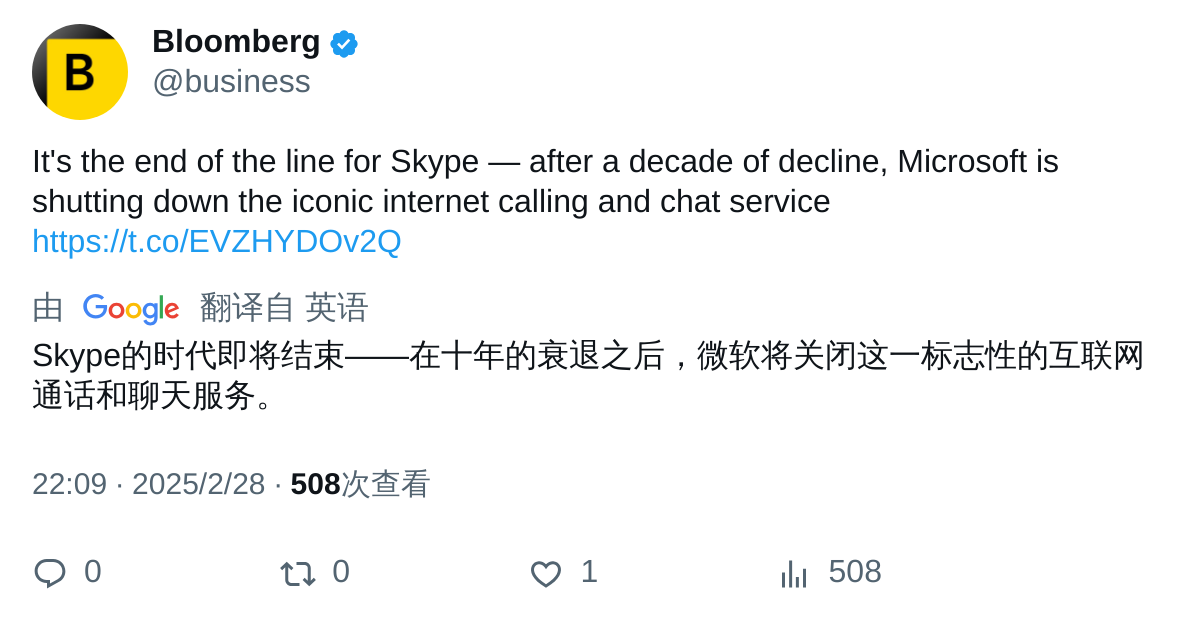 B
Bloomberg
@business
It's the end of the line for Skype — after a decade of decline, Microsoft is
shutting down the iconic internet calling and chat service
https://t.co/EVZHYDOv2Q
由 Google 翻译自 英语
Skype的时代即将结束——在十年的衰退之后，微软将关闭这一标志性的互联网
通话和聊天服务。
22:09 · 2025/2/28 · 508次查看
0 0 1 508